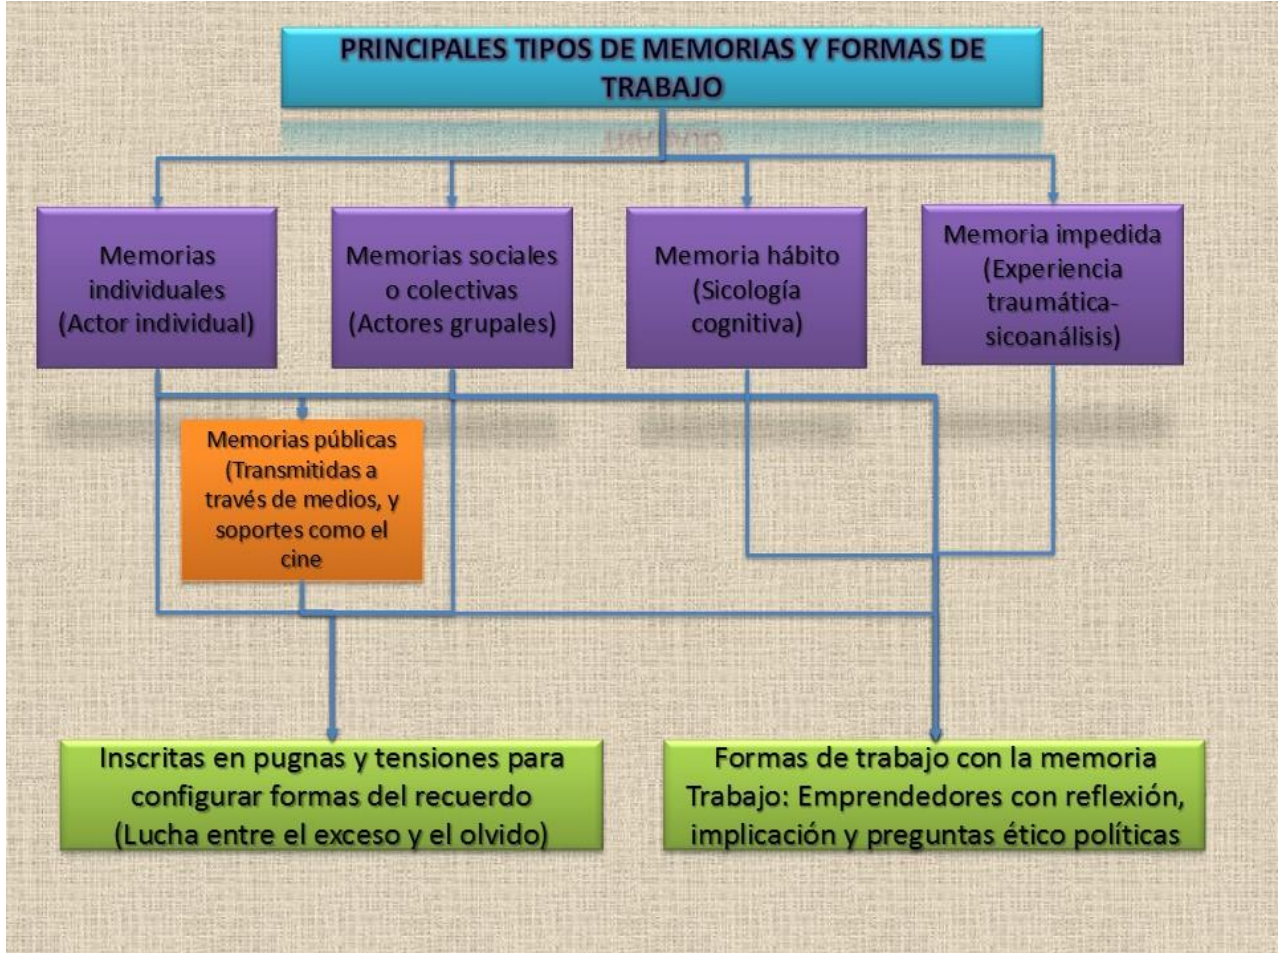 PRINCIPALES TIPOS DE MEMORIAS Y FORMAS DE
TRABAJO
Memorias
individuales
(Actor individual)
Memorias sociales
o colectivas
(Actores grupales)
Memoria hábito
(Sicología
cognitiva)
Memoria impedida
(Experiencia
traumática-
sicoanálisis)
Memorias públicas
(Transmitidas a
través de medios, y
soportes como el
cine
Inscritas en pugnas y tensiones para
configurar formas del recuerdo
(Lucha entre el exceso y el olvido)
Formas de trabajo con la memoria
Trabajo: Emprendedores con reflexión,
implicación y preguntas ético políticas